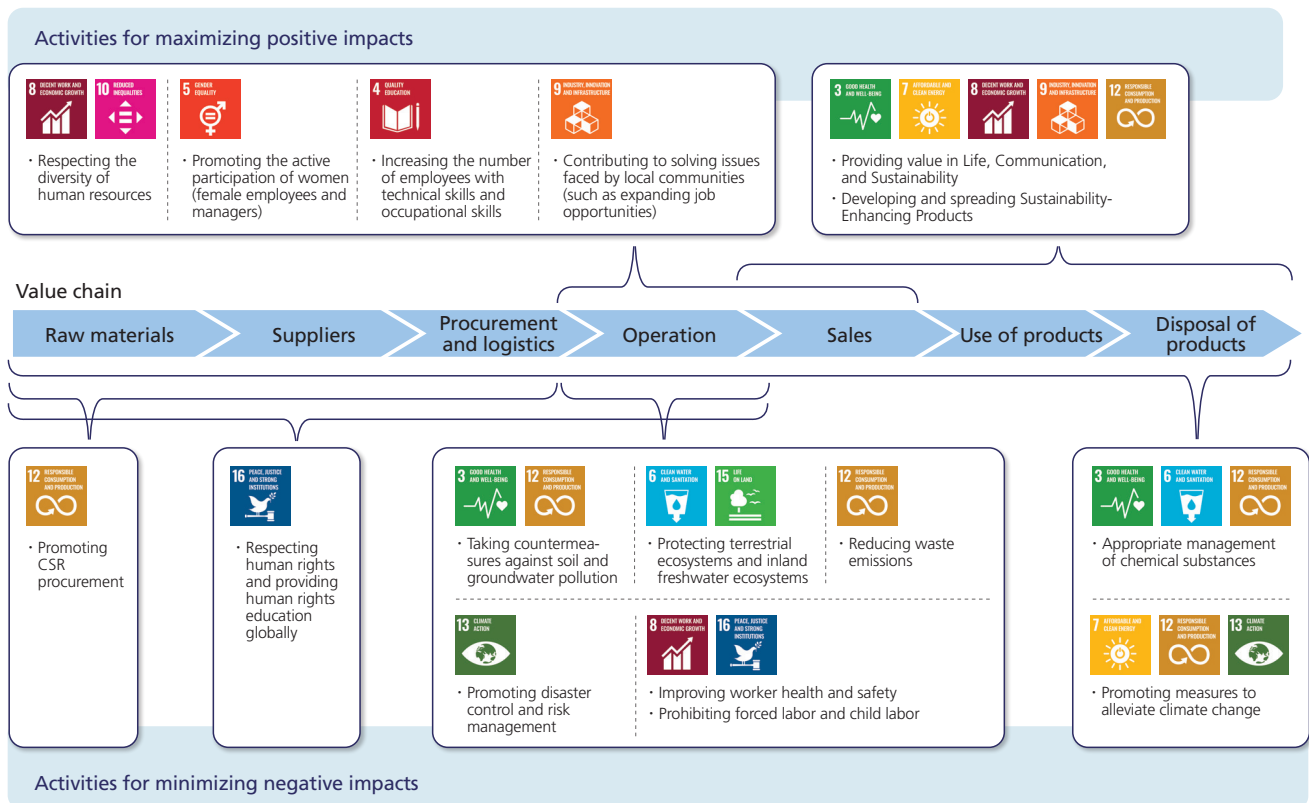 Activities for maximizing positive impacts
8 DECENT WORK AND
ECONOMIC GROWTH
10 REDUCED
INEQUALITIES
· Respecting the
diversity of
human resources
5 GENDER
EQUALITY
· Promoting the active
participation of women
(female employees and
managers)
4 QUALITY
EDUCATION
· Increasing the number
of employees with
technical skills and
occupational skills
9 INDUSTRY, INNOVATION
AND INFRASTRUCTURE
· Contributing to solving issues
faced by local communities
(such as expanding job
opportunities)
3 GOOD HEALTH
AND WELL-BEING
7 AFFORDABLE AND
CLEAN ENERGY
8 DECENT WORK AND
ECONOMIC GROWTH
9 INDUSTRY, INNOVATION
AND INFRASTRUCTURE
12 RESPONSIBLE
CONSUMPTION
AND PRODUCTION
· Providing value in Life, Communication,
and Sustainability
· Developing and spreading Sustainability-
Enhancing Products
Value chain
Raw materials
Suppliers
Procurement
and logistics
Operation
Sales
Use of products
Disposal of
products
12 RESPONSIBLE
CONSUMPTION
AND PRODUCTION
· Promoting
CSR
procurement
16 PEACE, JUSTICE
AND STRONG
INSTITUTIONS
· Respecting
human rights
and providing
human rights
education
globally
3 GOOD HEALTH
AND WELL-BEING
12 RESPONSIBLE
CONSUMPTION
AND PRODUCTION
· Taking countermea-
sures against soil and
groundwater pollution
6 CLEAN WATER
AND SANITATION
15 LIFE
ON LAND
· Protecting terrestrial
ecosystems and inland
freshwater ecosystems
12 RESPONSIBLE
CONSUMPTION
AND PRODUCTION
· Reducing waste
emissions
13 CLIMATE
ACTION
· Promoting disaster
control and risk
management
8 DECENT WORK AND
ECONOMIC GROWTH
16 PEACE, JUSTICE
AND STRONG
INSTITUTIONS
· Improving worker health and safety
· Prohibiting forced labor and child labor
3 GOOD HEALTH
AND WELL-BEING
6 CLEAN WATER
AND SANITATION
12 RESPONSIBLE
CONSUMPTION
AND PRODUCTION
· Appropriate management
of chemical substances
7 AFFORDABLE AND
CLEAN ENERGY
12 RESPONSIBLE
CONSUMPTION
AND PRODUCTION
13 CLIMATE
ACTION
· Promoting measures to
alleviate climate change
Activities for minimizing negative impacts